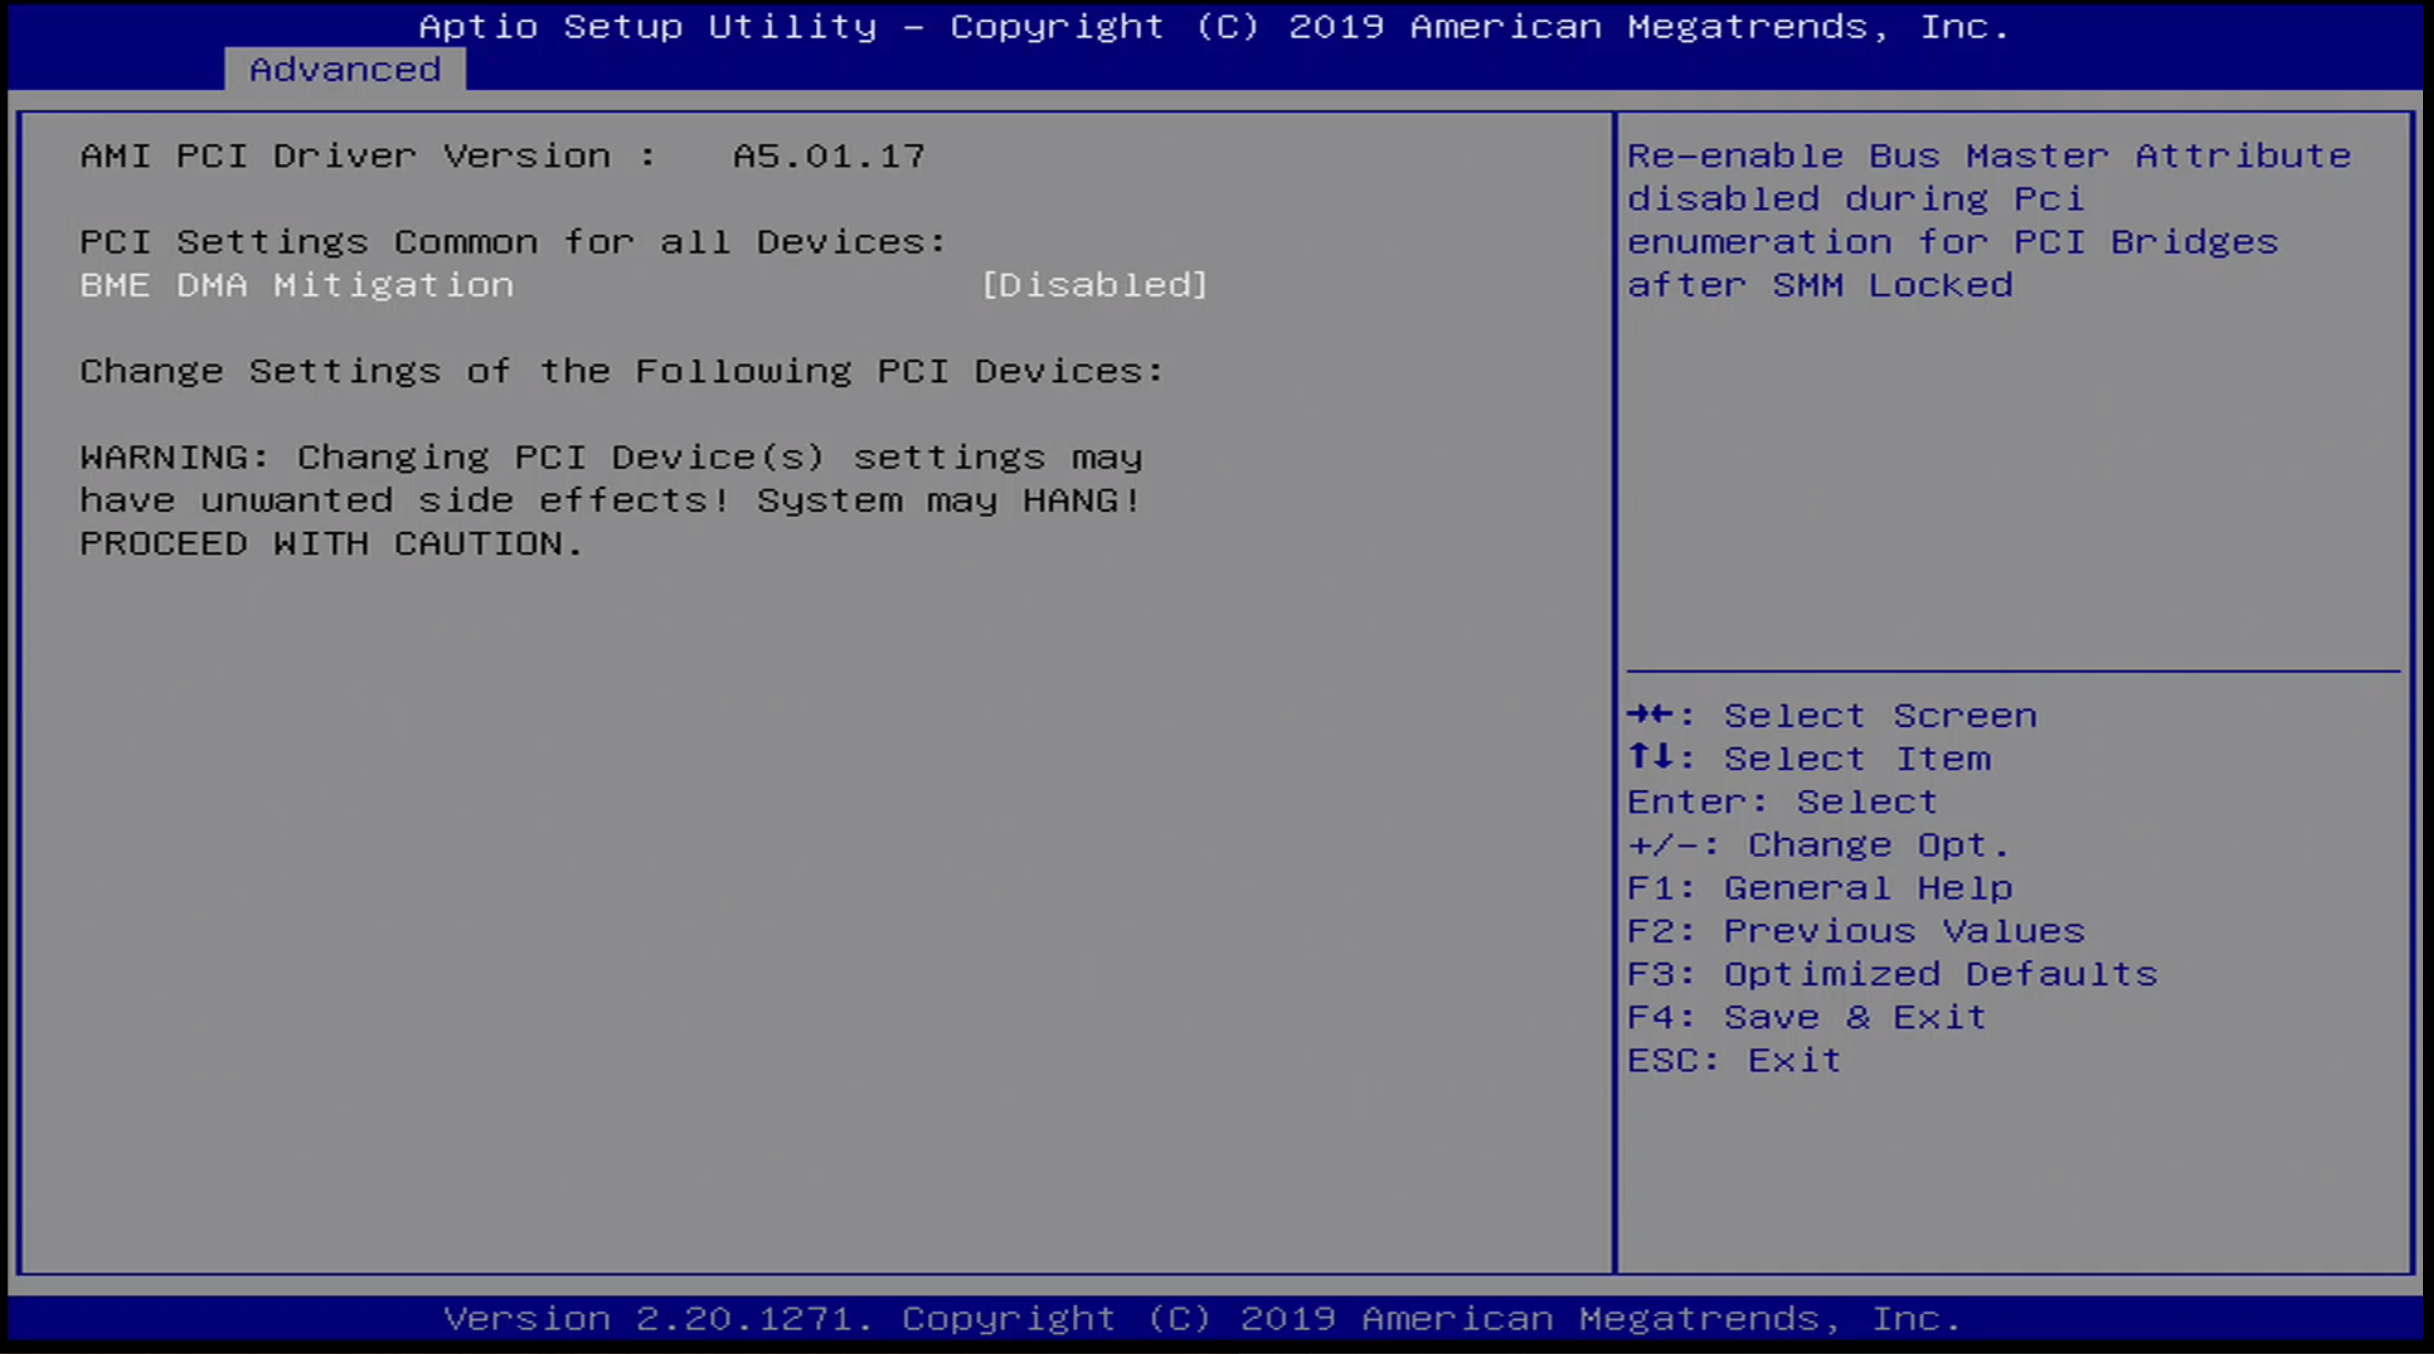 Aptio Setup Utility – Copyright (C) 2019 American Megatrends, Inc.
Advanced
AMI PCI Driver Version : A5.01.17
PCI Settings Common for all Devices:
BME DMA Mitigation [Disabled]
Change Settings of the Following PCI Devices:
WARNING: Changing PCI Device(s) settings may
have unwanted side effects! System may HANG!
PROCEED WITH CAUTION.
Re-enable Bus Master Attribute
disabled during Pci
enumeration for PCI Bridges
after SMM Locked
→←: Select Screen
↑↓: Select Item
Enter: Select
+/-: Change Opt.
F1: General Help
F2: Previous Values
F3: Optimized Defaults
F4: Save & Exit
ESC: Exit
Version 2.20.1271. Copyright (C) 2019 American Megatrends, Inc.